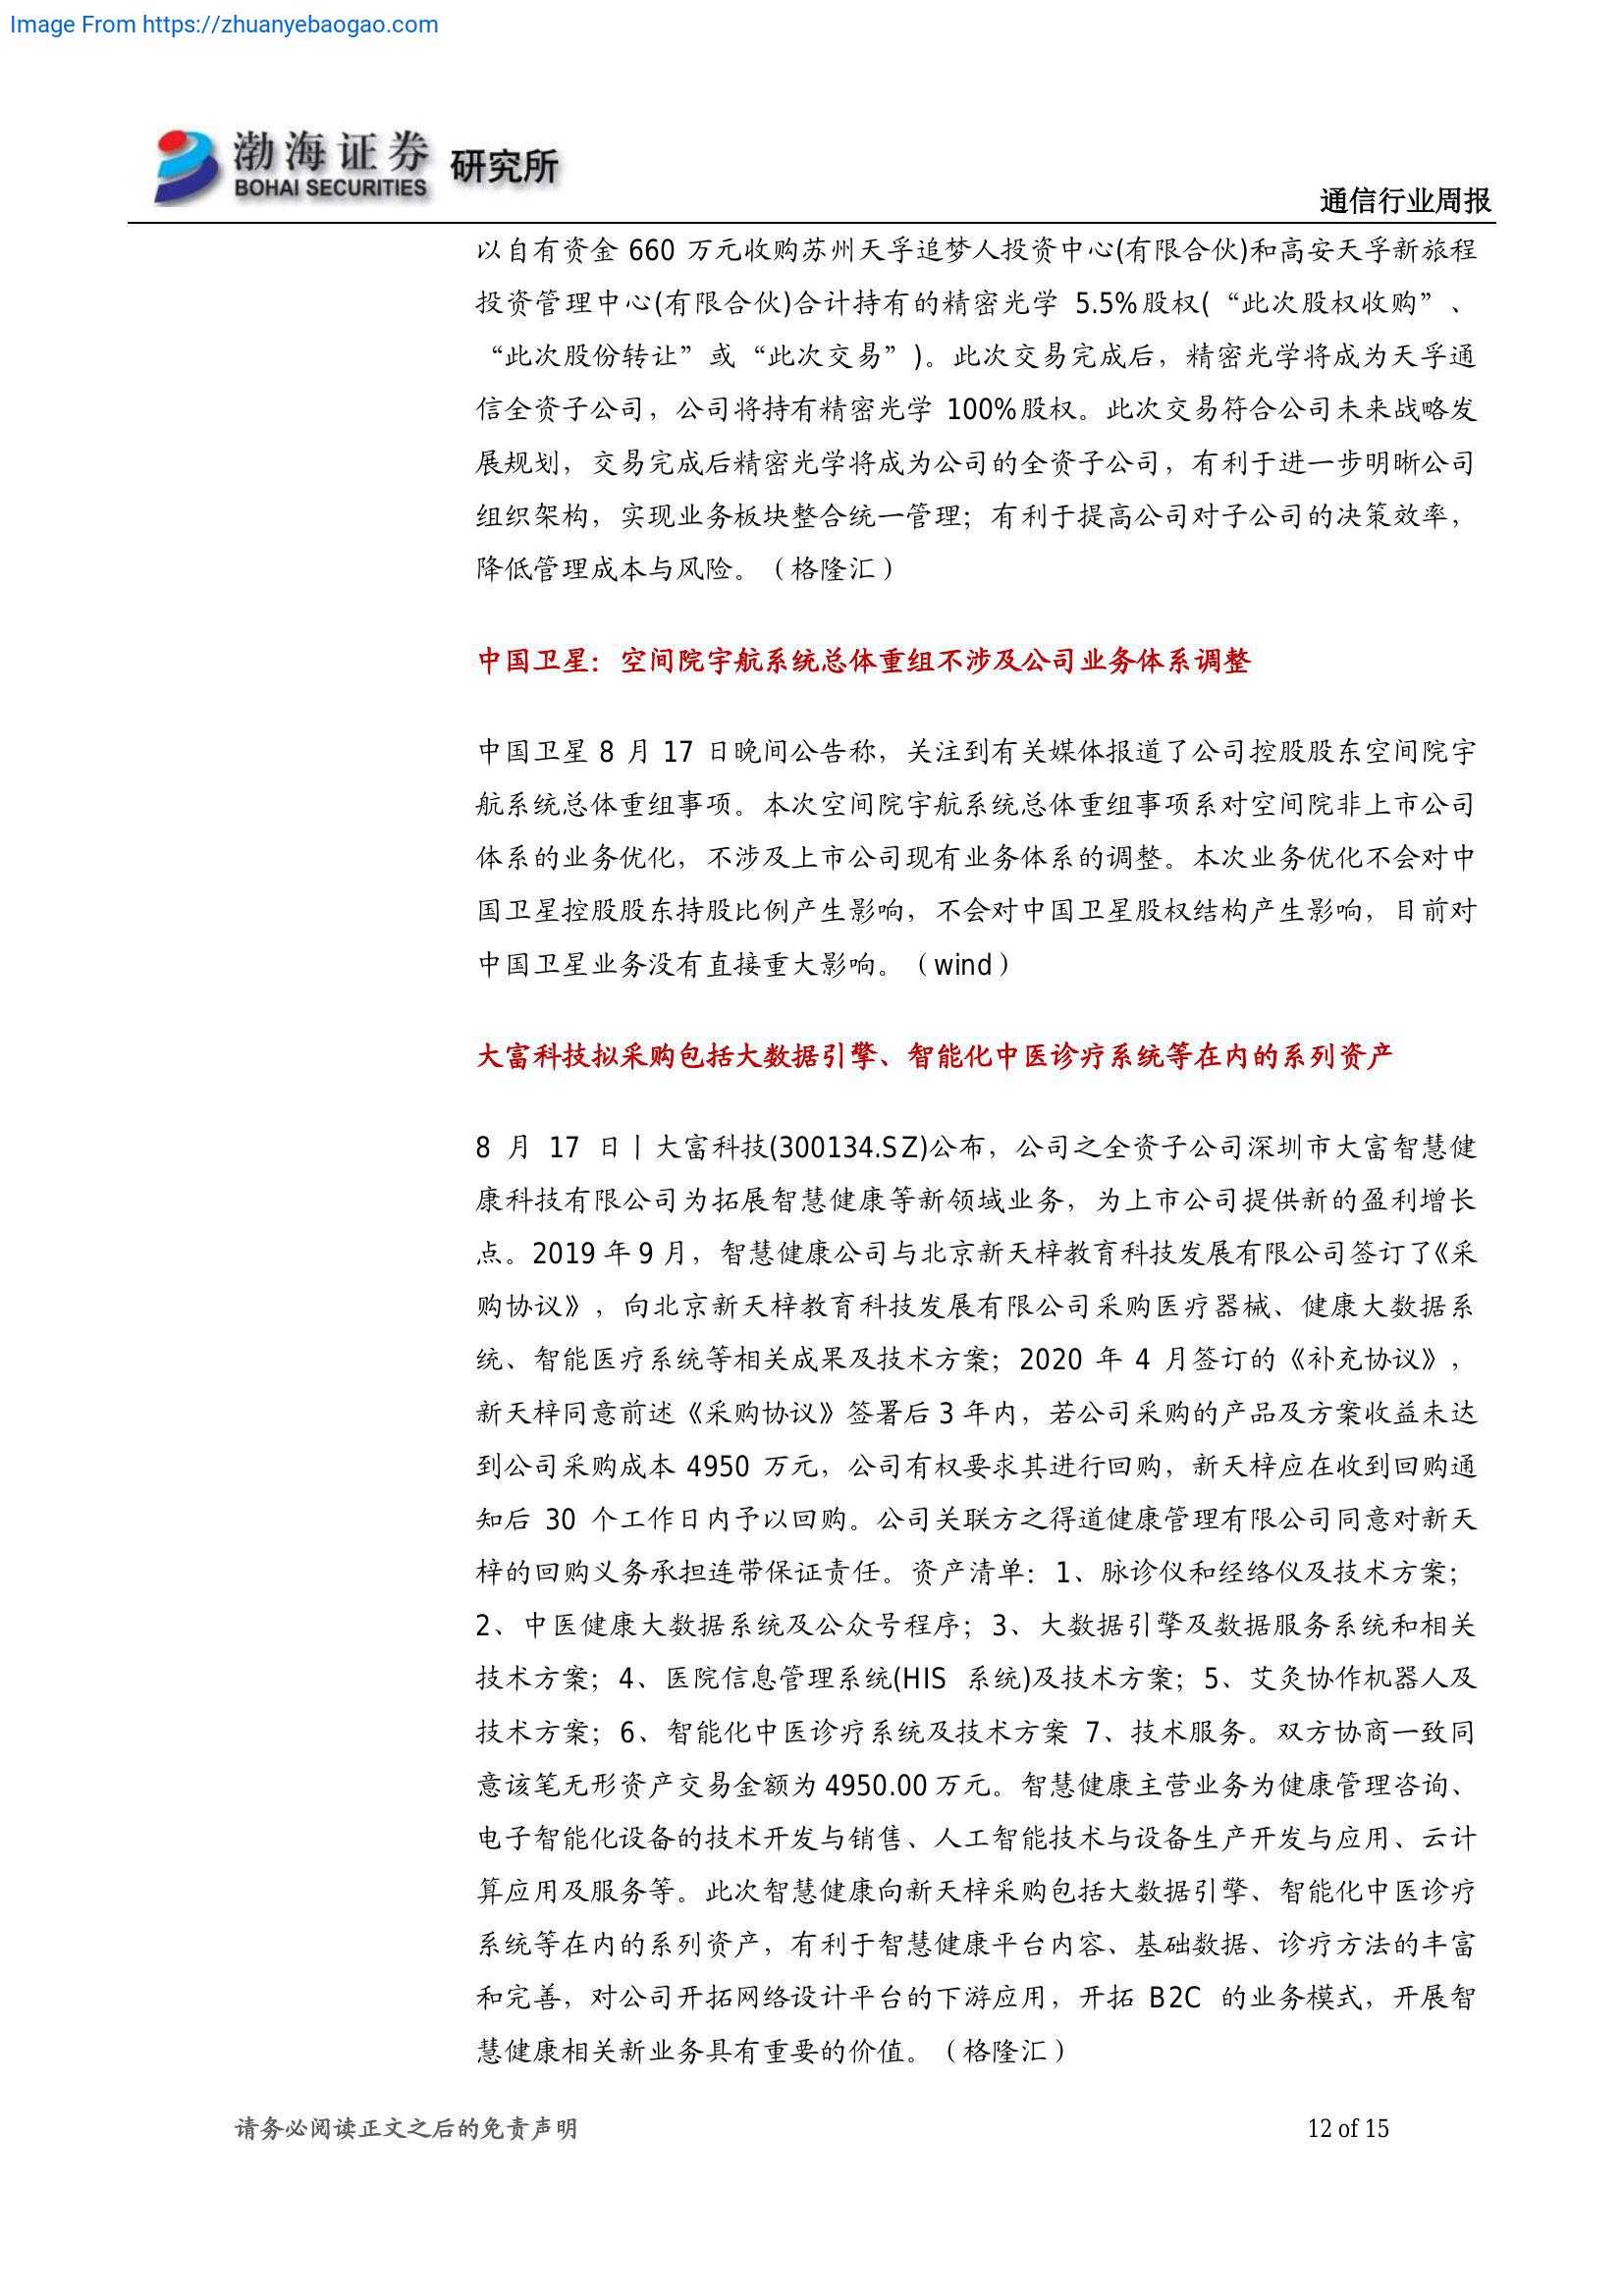 Image From https://zhuanyebaogao.com
渤海证券 研究所
BOHAI SECURITIES
通信行业周报
以自有资金 660 万元收购苏州天孚追梦人投资中心(有限合伙)和高安天孚新旅程
投资管理中心(有限合伙)合计持有的精密光学 5.5%股权(“此次股权收购”、
“此次股份转让”或“此次交易”)。此次交易完成后，精密光学将成为天孚通
信全资子公司，公司将持有精密光学 100%股权。此次交易符合公司未来战略发
展规划，交易完成后精密光学将成为公司的全资子公司，有利于进一步明晰公司
组织架构，实现业务板块整合统一管理；有利于提高公司对子公司的决策效率，
降低管理成本与风险。（格隆汇）
中国卫星：空间院宇航系统总体重组不涉及公司业务体系调整
中国卫星 8 月 17 日晚间公告称，关注到有关媒体报道了公司控股股东空间院宇
航系统总体重组事项。本次空间院宇航系统总体重组事项系对空间院非上市公司
体系的业务优化，不涉及上市公司现有业务体系的调整。本次业务优化不会对中
国卫星控股股东持股比例产生影响，不会对中国卫星股权结构产生影响，目前对
中国卫星业务没有直接重大影响。（wind）
大富科技拟采购包括大数据引擎、智能化中医诊疗系统等在内的系列资产
8 月 17 日丨大富科技(300134.SZ)公布，公司之全资子公司深圳市大富智慧健
康科技有限公司为拓展智慧健康等新领域业务，为上市公司提供新的盈利增长
点。2019 年 9 月，智慧健康公司与北京新天梓教育科技发展有限公司签订了《采
购协议》，向北京新天梓教育科技发展有限公司采购医疗器械、健康大数据系
统、智能医疗系统等相关成果及技术方案；2020 年 4 月签订的《补充协议》，
新天梓同意前述《采购协议》签署后 3 年内，若公司采购的产品及方案收益未达
到公司采购成本 4950 万元，公司有权要求其进行回购，新天梓应在收到回购通
知后 30 个工作日内予以回购。公司关联方之得道健康管理有限公司同意对新天
梓的回购义务承担连带保证责任。资产清单：1、脉诊仪和经络仪及技术方案；
2、中医健康大数据系统及公众号程序；3、大数据引擎及数据服务系统和相关
技术方案；4、医院信息管理系统(HIS 系统)及技术方案；5、艾灸协作机器人及
技术方案；6、智能化中医诊疗系统及技术方案 7、技术服务。双方协商一致同
意该笔无形资产交易金额为 4950.00 万元。智慧健康主营业务为健康管理咨询、
电子智能化设备的技术开发与销售、人工智能技术与设备生产开发与应用、云计
算应用及服务等。此次智慧健康向新天梓采购包括大数据引擎、智能化中医诊疗
系统等在内的系列资产，有利于智慧健康平台内容、基础数据、诊疗方法的丰富
和完善，对公司开拓网络设计平台的下游应用，开拓 B2C 的业务模式，开展智
慧健康相关新业务具有重要的价值。（格隆汇）
请务必阅读正文之后的免责声明
12 of 15